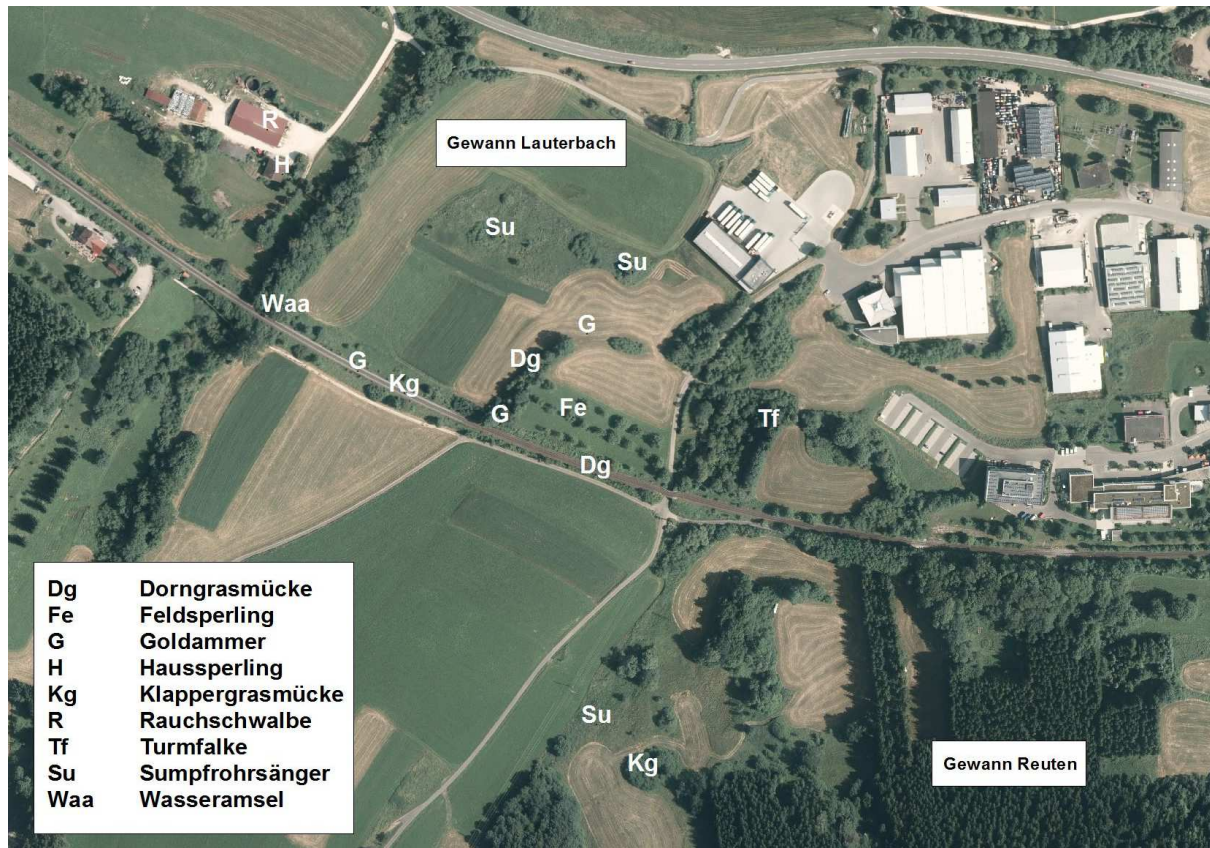 R
Gewann Lauterbach
H
Su
Su
Waa
G
Dg
G
Kg
Fe
G
Tf
Dg
Dg Dorngrasmücke
Fe Feldsperling
G Goldammer
H Haussperling
Kg Klappergrasmücke
R Rauchschwalbe
Tf Turmfalke
Su Sumpfrohrsänger
Waa Wasseramsel
Su
Kg
Gewann Reuten